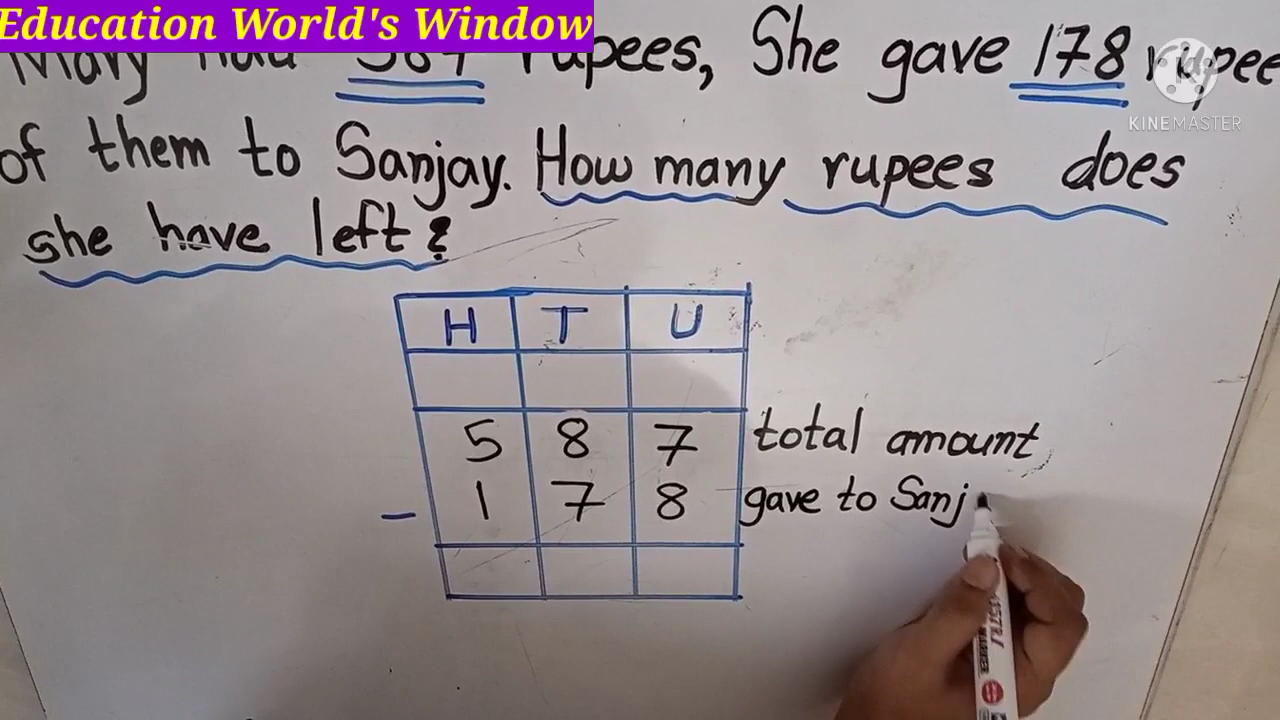 Education World's Window
rupees, She gave 178 rupee
of them to Sanjay. How many rupees does
she have left?
KINEMASTER
H T U
5 8 7 total amount
- 1 7 8 gave to Sanj